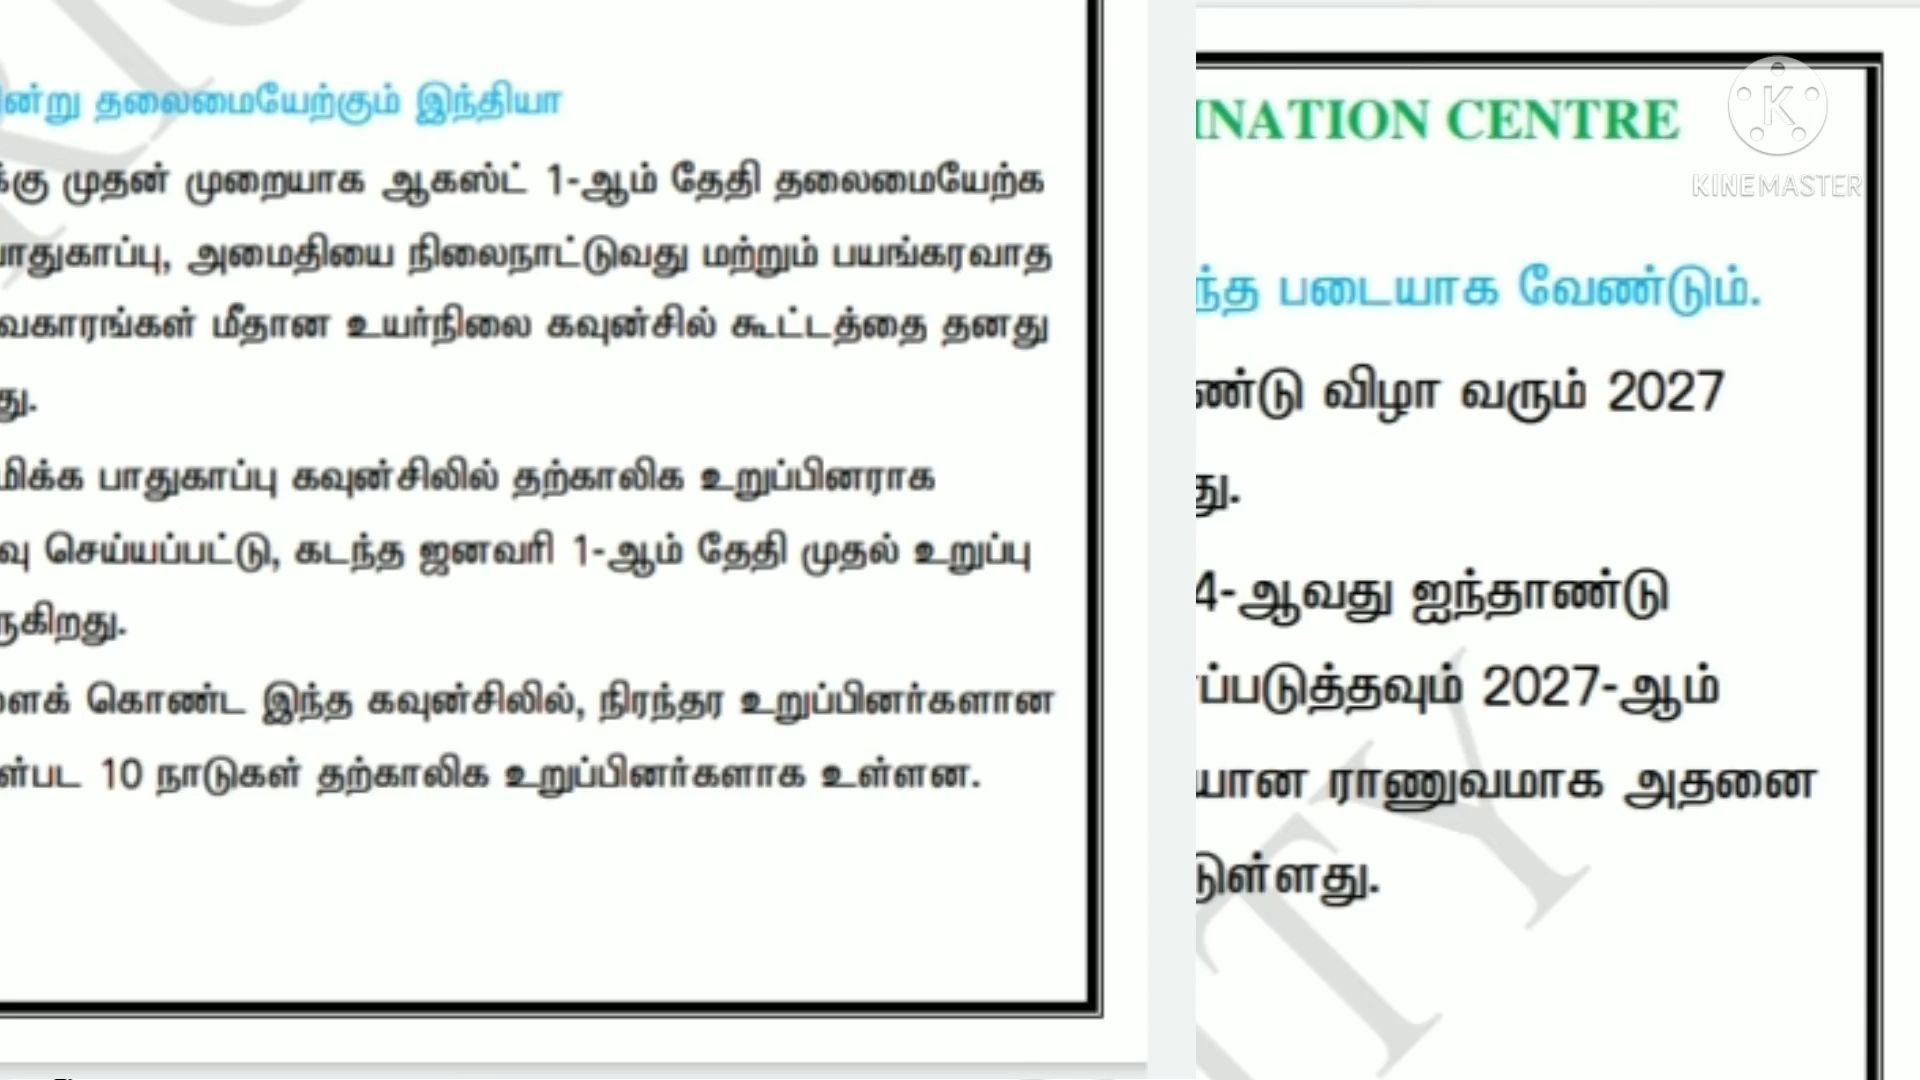 ின்று தலைமையேற்கும் இந்தியா
க்கு முதன் முறையாக ஆகஸ்ட் 1-ஆம் தேதி தலைமையேற்க
பாதுகாப்பு, அமைதியை நிலைநாட்டுவது மற்றும் பயங்கரவாத
வகாரங்கள் மீதான உயர்நிலை கவுன்சில் கூட்டத்தை தனது
து.
மிக்க பாதுகாப்பு கவுன்சிலில் தற்காலிக உறுப்பினராக
வு செய்யப்பட்டு, கடந்த ஜனவரி 1-ஆம் தேதி முதல் உறுப்பு
ருகிறது.
ளைக் கொண்ட இந்த கவுன்சிலில், நிரந்தர உறுப்பினர்களான
ள்பட 10 நாடுகள் தற்காலிக உறுப்பினர்களாக உள்ளன.
INATION CENTRE
KINEMASTER
ந்த படையாக வேண்டும்.
ண்டு விழா வரும் 2027
து.
4-ஆவது ஐந்தாண்டு
ப்படுத்தவும் 2027-ஆம்
யான ராணுவமாக அதனை
டுள்ளது.